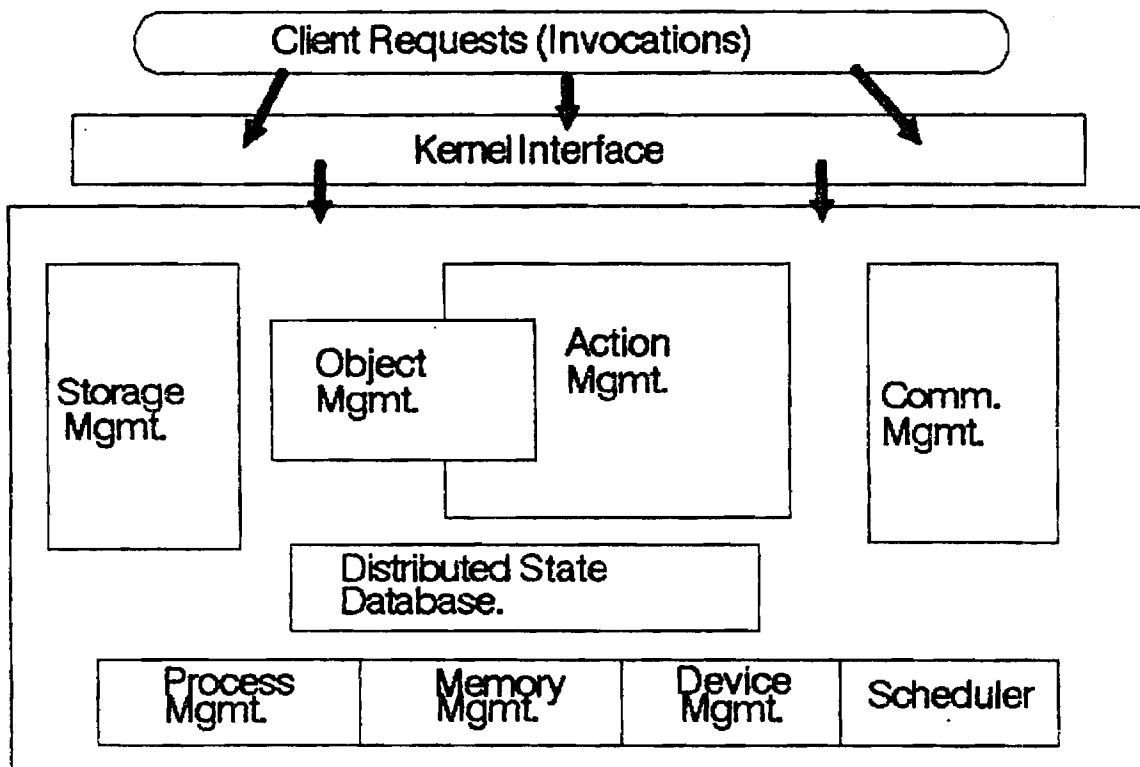 Client Requests (Invocations)
Kernel Interface
Storage
Mgmt.
Object
Mgmt.
Action
Mgmt.
Comm.
Mgmt.
Distributed State
Database.
Process
Mgmt.
Memory
Mgmt.
Device
Mgmt.
Scheduler